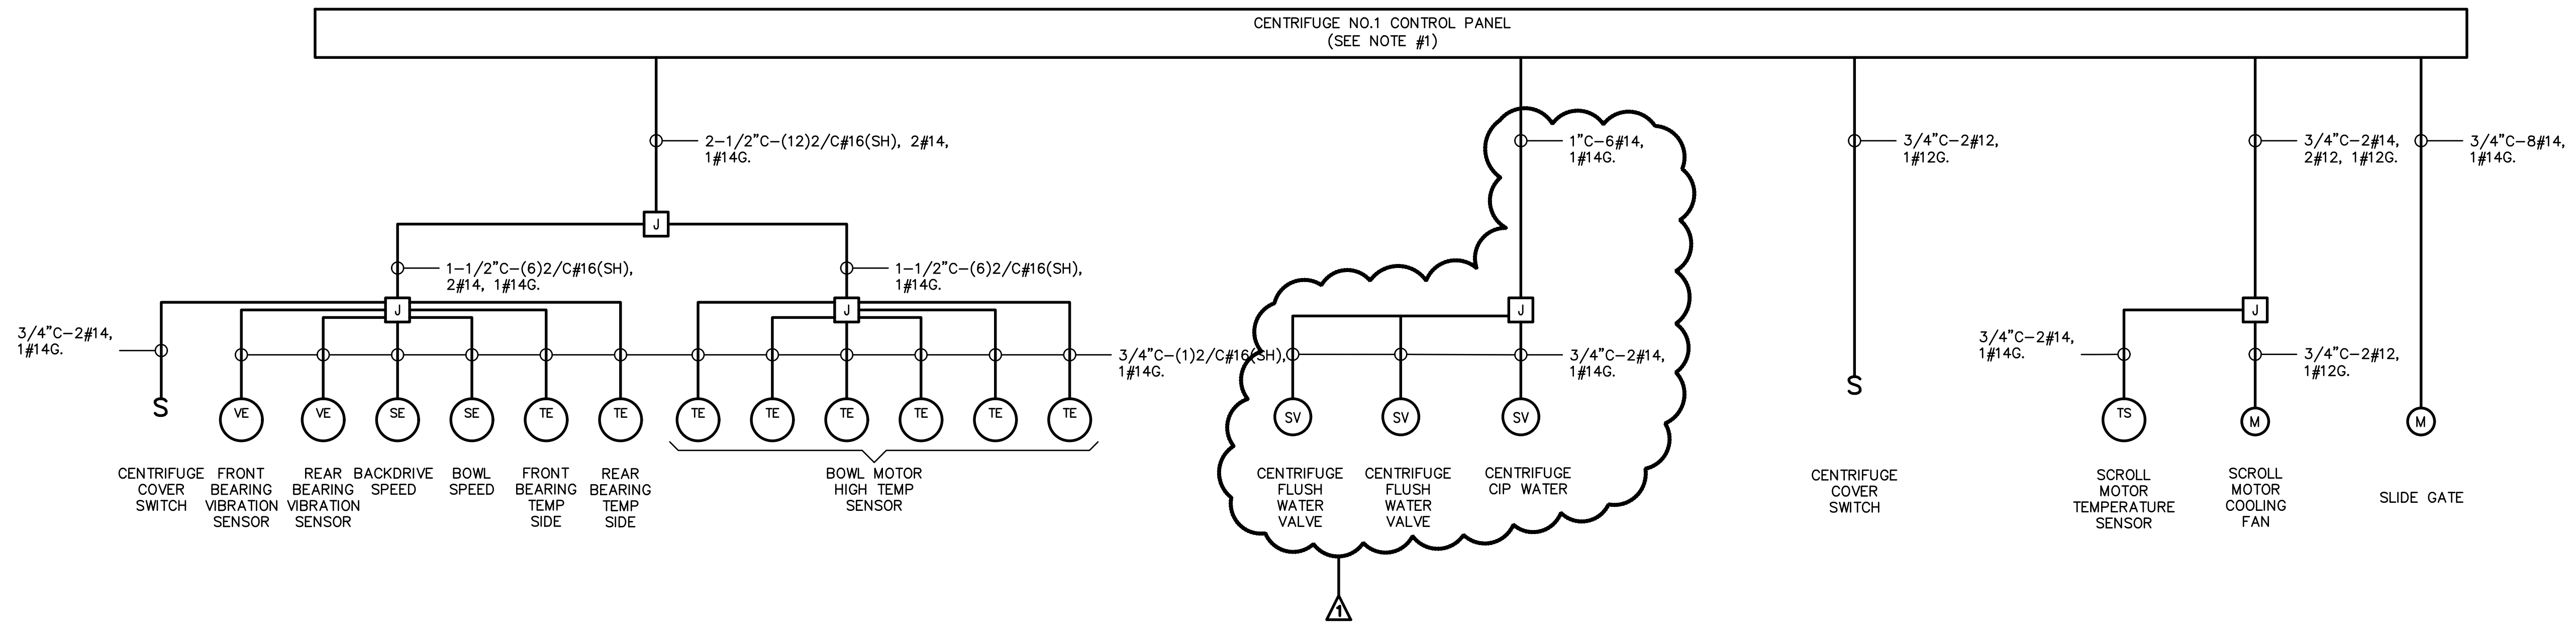 CENTRIFUGE NO.1 CONTROL PANEL
(SEE NOTE #1)
2-1/2"C-(12)2/C#16(SH), 2#14,
1#14G.
1"C-6#14,
1#14G.
3/4"C-2#12,
1#12G.
3/4"C-2#14,
2#12, 1#12G.
3/4"C-8#14,
1#14G.
J
1-1/2"C-(6)2/C#16(SH),
2#14, 1#14G.
1-1/2"C-(6)2/C#16(SH),
1#14G.
J
J
J
J
3/4"C-2#14,
1#14G.
3/4"C-(1)2/C#16(SH),
1#14G.
3/4"C-2#14,
1#14G.
3/4"C-2#14,
1#14G.
3/4"C-2#12,
1#12G.
S
VE
VE
SE
SE
TE
TE
TE
TE
TE
TE
TE
TE
SV
SV
SV
S
TS
M
M
CENTRIFUGE
COVER
SWITCH
FRONT
BEARING
VIBRATION
SENSOR
REAR
BEARING
VIBRATION
SENSOR
BACKDRIVE
SPEED
BOWL
SPEED
FRONT
BEARING
TEMP
SIDE
REAR
BEARING
TEMP
SIDE
BOWL MOTOR
HIGH TEMP
SENSOR
CENTRIFUGE
FLUSH
WATER
VALVE
CENTRIFUGE
FLUSH
WATER
VALVE
CENTRIFUGE
CIP WATER
CENTRIFUGE
COVER
SWITCH
SCROLL
MOTOR
TEMPERATURE
SENSOR
SCROLL
MOTOR
COOLING
FAN
SLIDE GATE
1